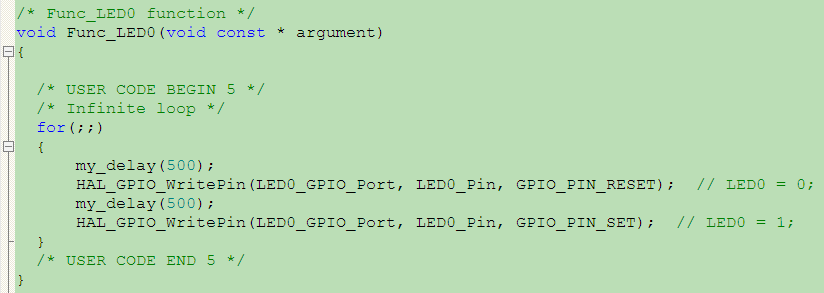 /* Func_LED0 function */
void Func_LED0(void const * argument)
{
/* USER CODE BEGIN 5 */
/* Infinite loop */
for(;;)
{
my_delay(500);
HAL_GPIO_WritePin(LED0_GPIO_Port, LED0_Pin, GPIO_PIN_RESET);  // LED0 = 0;
my_delay(500);
HAL_GPIO_WritePin(LED0_GPIO_Port, LED0_Pin, GPIO_PIN_SET);  // LED0 = 1;
}
/* USER CODE END 5 */
}